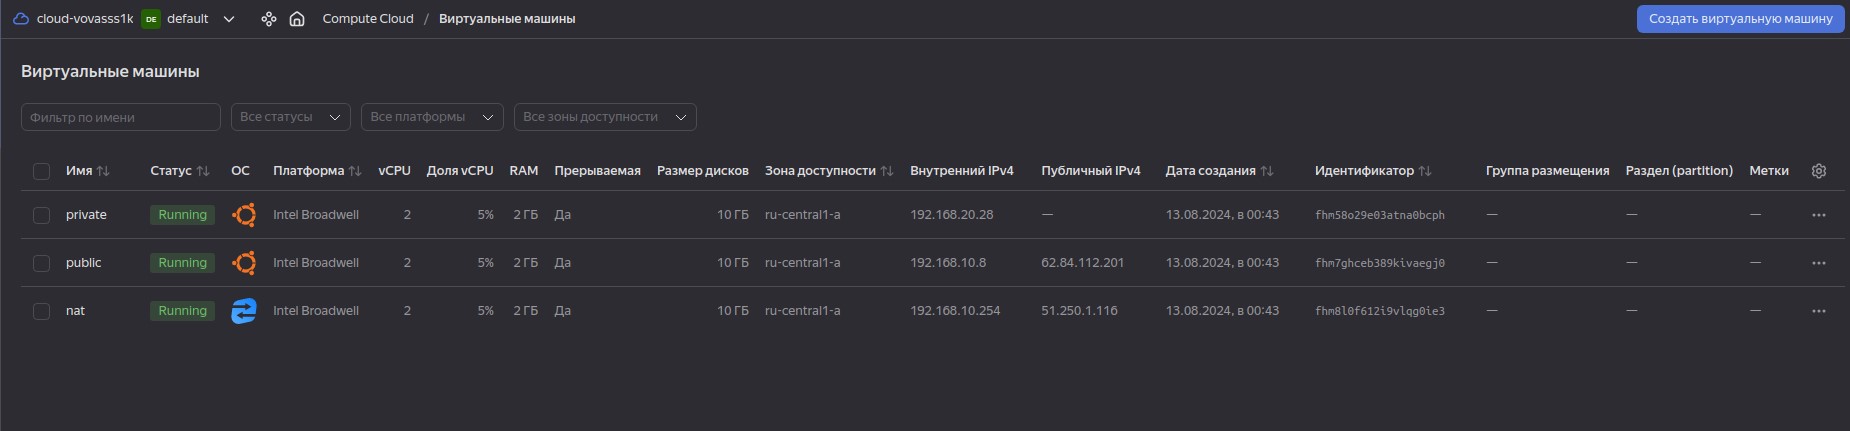 cloud-vovasss1k DE default Compute Cloud / Виртуальные машины Создать виртуальную машину
Виртуальные машины
Фильтр по имени Все статусы Все платформы Все зоны доступности
Имя Статус ОС Платформа vCPU Доля vCPU RAM Прерываемая Размер дисков Зона доступности Внутренний IPv4 Публичный IPv4 Дата создания Идентификатор Группа размещения Раздел (partition) Метки
private Running Intel Broadwell 2 5% 2 ГБ Да 10 ГБ ru-central1-a 192.168.20.28 — 13.08.2024, в 00:43 fhm58o29e03atna0bcph — — —
public Running Intel Broadwell 2 5% 2 ГБ Да 10 ГБ ru-central1-a 192.168.10.8 62.84.112.201 13.08.2024, в 00:43 fhm7ghceb389kivaegj0 — — —
nat Running Intel Broadwell 2 5% 2 ГБ Да 10 ГБ ru-central1-a 192.168.10.254 51.250.1.116 13.08.2024, в 00:43 fhm8l0f612i9vlqg0ie3 — — —